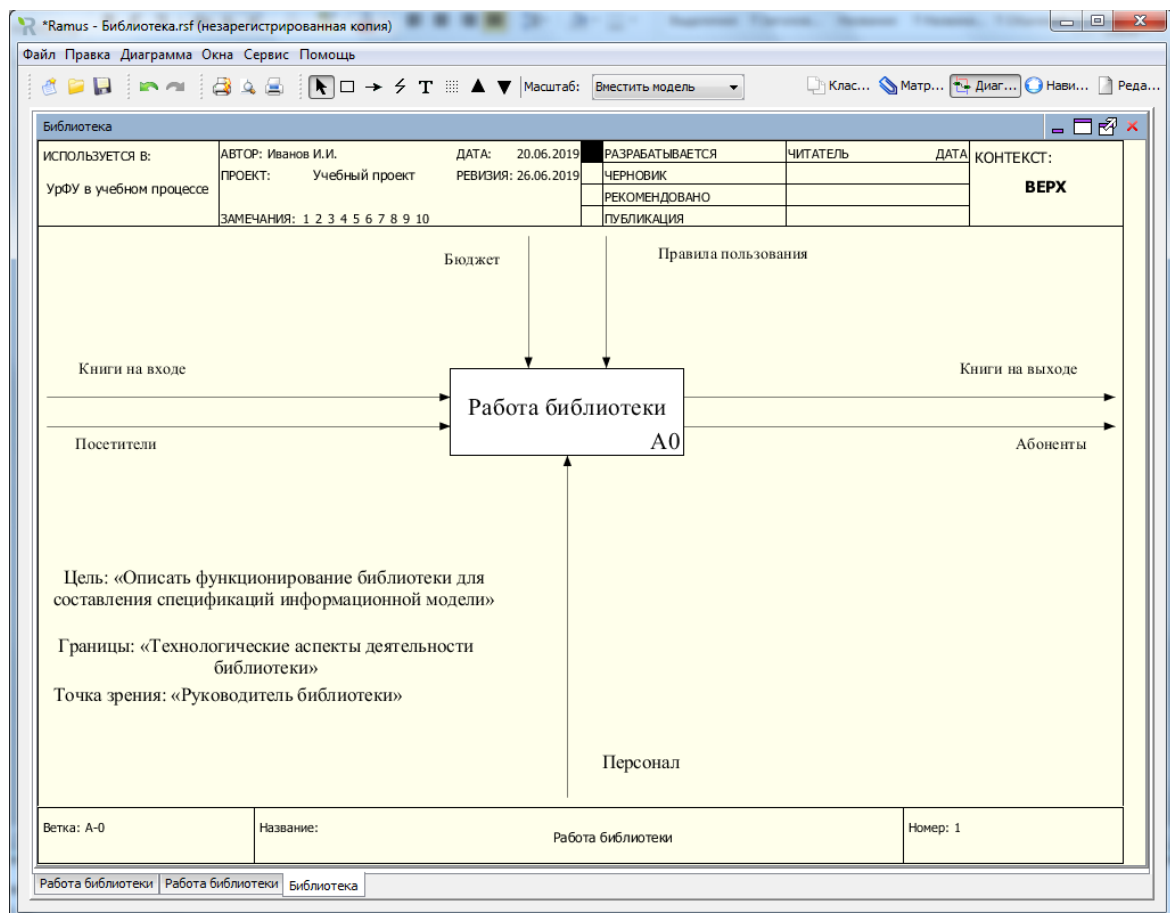 *Ramus - Библиотека.rsf (незарегистрированная копия)
Файл Правка Диаграмма Окна Сервис Помощь
T Масштаб: Вместить модель Клас... Матр... Диаг... Нави... Реда...
Библиотека
ИСПОЛЬЗУЕТСЯ В: АВТОР: Иванов И.И. ДАТА: 20.06.2019 РАЗРАБАТЫВАЕТСЯ ЧИТАТЕЛЬ ДАТА КОНТЕКСТ:
УрФУ в учебном процессе ПРОЕКТ: Учебный проект РЕВИЗИЯ: 26.06.2019 ЧЕРНОВИК ВЕРХ
РЕКОМЕНДОВАНО
ЗАМЕЧАНИЯ: 1 2 3 4 5 6 7 8 9 10 ПУБЛИКАЦИЯ
Бюджет Правила пользования
Книги на входе Книги на выходе
Работа библиотеки
A0
Посетители Абоненты
Цель: «Описать функционирование библиотеки для
составления спецификаций информационной модели»
Границы: «Технологические аспекты деятельности
библиотеки»
Точка зрения: «Руководитель библиотеки»
Персонал
Ветка: A-0 Название: Работа библиотеки Номер: 1
Работа библиотеки Работа библиотеки Библиотека